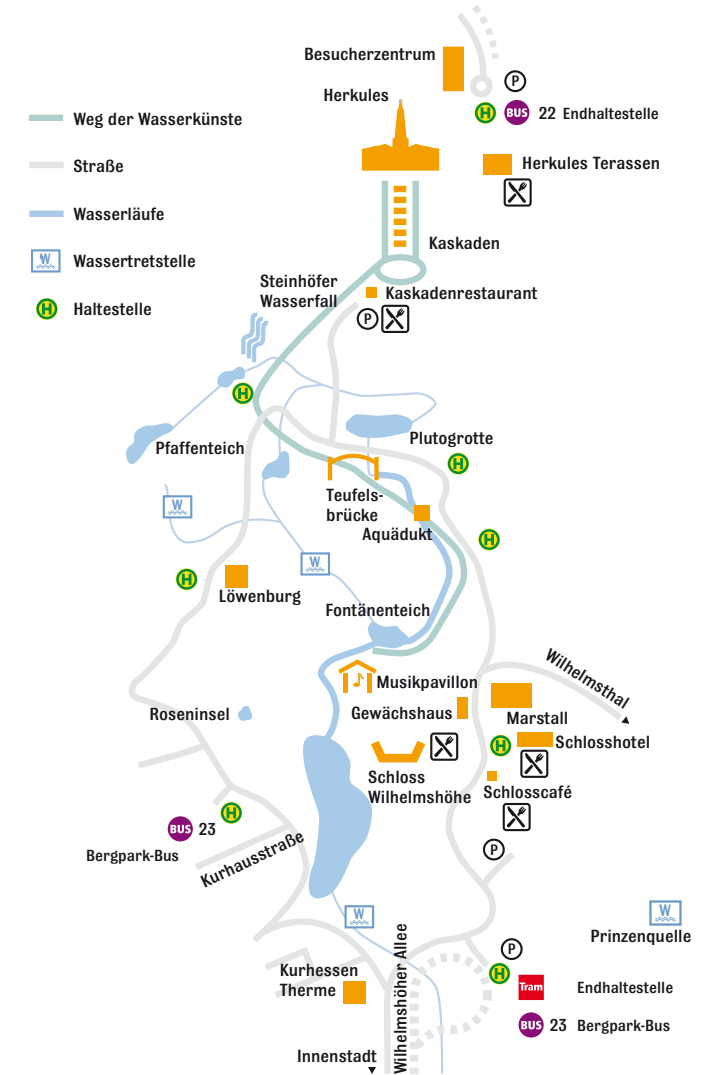 Besucherzentrum
P
Herkules
H
BUS
22 Endhaltestelle
Weg der Wasserkünste
Straße
Herkules Terassen
Wasserläufe
Kaskaden
W
Wassertretstelle
H
Haltestelle
Steinhöfer
Wasserfall
Kaskadenrestaurant
P
H
Plutogrotte
Pfaffenteich
H
Teufels-
brücke
W
Aquädukt
H
W
H
Löwenburg
Fontänenteich
Wilhelmsthal
Musikpavillon
Gewächshaus
Marstall
Roseninsel
H
Schlosshotel
Schloss
Wilhelmshöhe
Schlosscafé
H
BUS
23
Bergpark-Bus
Kurhausstraße
P
W
W
Prinzenquelle
Wilhelmshöher Allee
P
H
Kurhessen
Therme
Tram
Endhaltestelle
BUS
23 Bergpark-Bus
Innenstadt